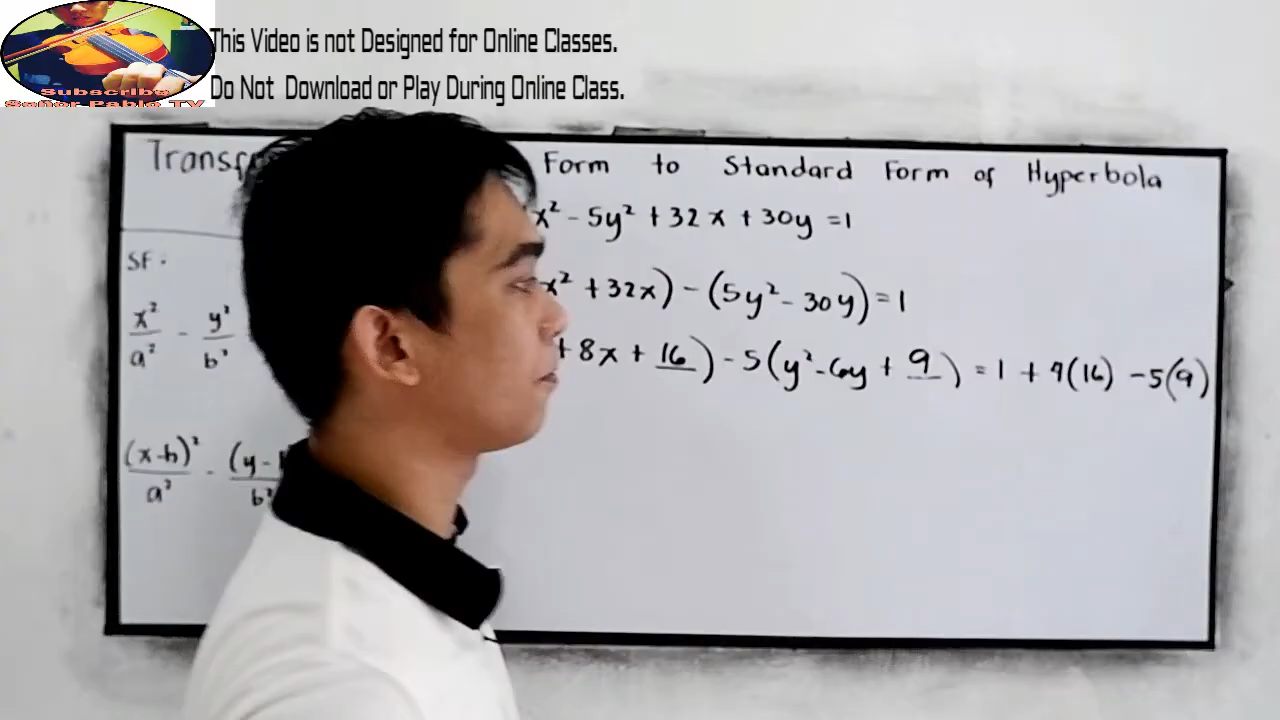 This Video is not Designed for Online Classes.
Do Not Download or Play During Online Class.
Subscribe
Señor Pablo TV
Form to Standard Form of Hyperbola
x² - 5y² + 32x + 30y = 1
SF:
x² + 32x) - (5y² - 30y) = 1
x²/a² - y²/b²
+ 8x + 16) - 5(y² - 6y + 9) = 1 + 4(16) - 5(9)
(x-h)²/a² - (y-
b²